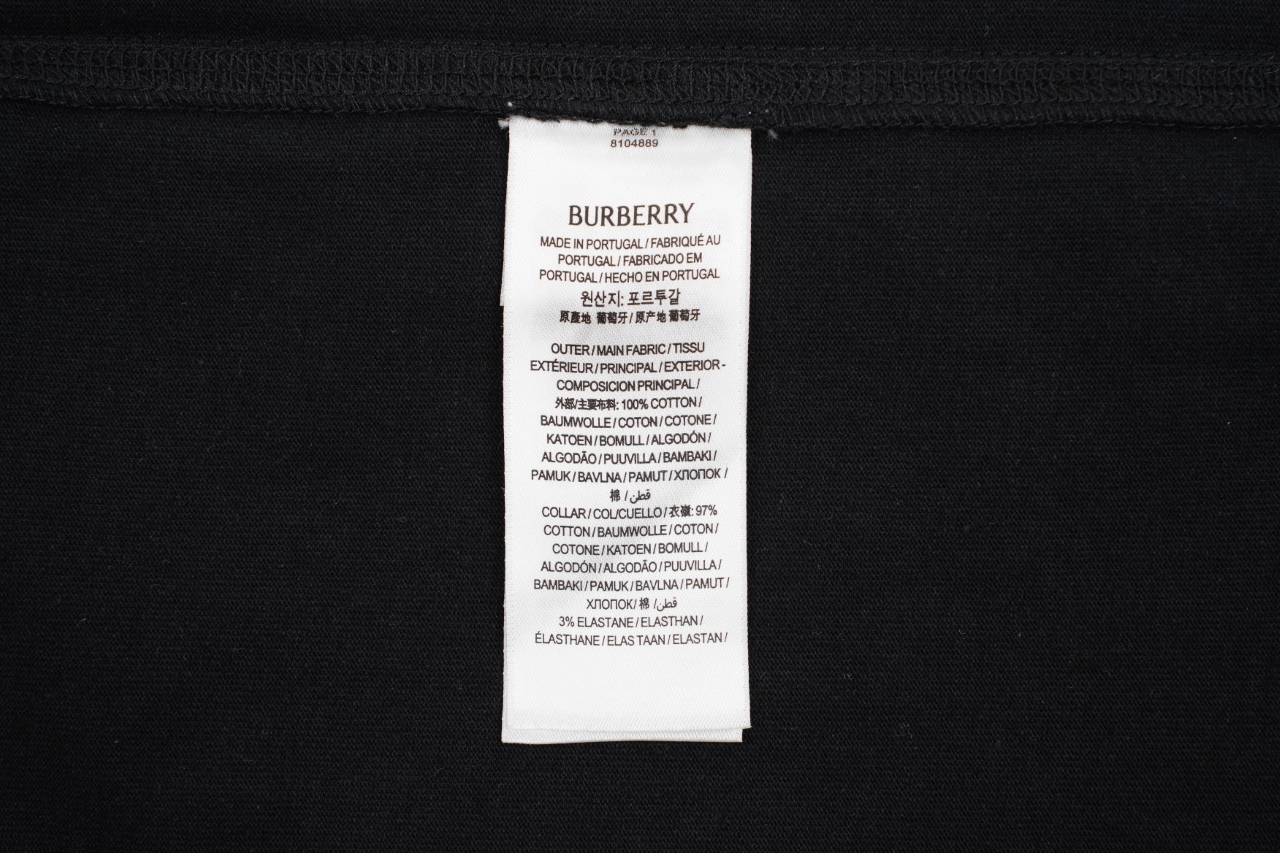 PAGE 1
8104889
BURBERRY
MADE IN PORTUGAL / FABRIQUÉ AU
PORTUGAL / FABRICADO EM
PORTUGAL / HECHO EN PORTUGAL
원산지: 포르투갈
原產地 葡萄牙 / 原产地 葡萄牙
OUTER / MAIN FABRIC / TISSU
EXTÉRIEUR / PRINCIPAL / EXTERIOR -
COMPOSICION PRINCIPAL /
外部/主要布料: 100% COTTON /
BAUMWOLLE / COTON / COTONE /
KATOEN / BOMULL / ALGODÓN /
ALGODÃO / PUUVILLA / BAMBAKI /
PAMUK / BAVLNA / PAMUT / ХЛОПОК /
棉 / قطن/
COLLAR / COL/CUELLO / 衣領: 97%
COTTON / BAUMWOLLE / COTON /
COTONE / KATOEN / BOMULL /
ALGODÓN / ALGODÃO / PUUVILLA /
BAMBAKI / PAMUK / BAVLNA / PAMUT /
ХЛОПОК/ 棉 / قطن/
3% ELASTANE / ELASTHAN /
ÉLASTHANE / ELAS TAAN / ELASTAN /